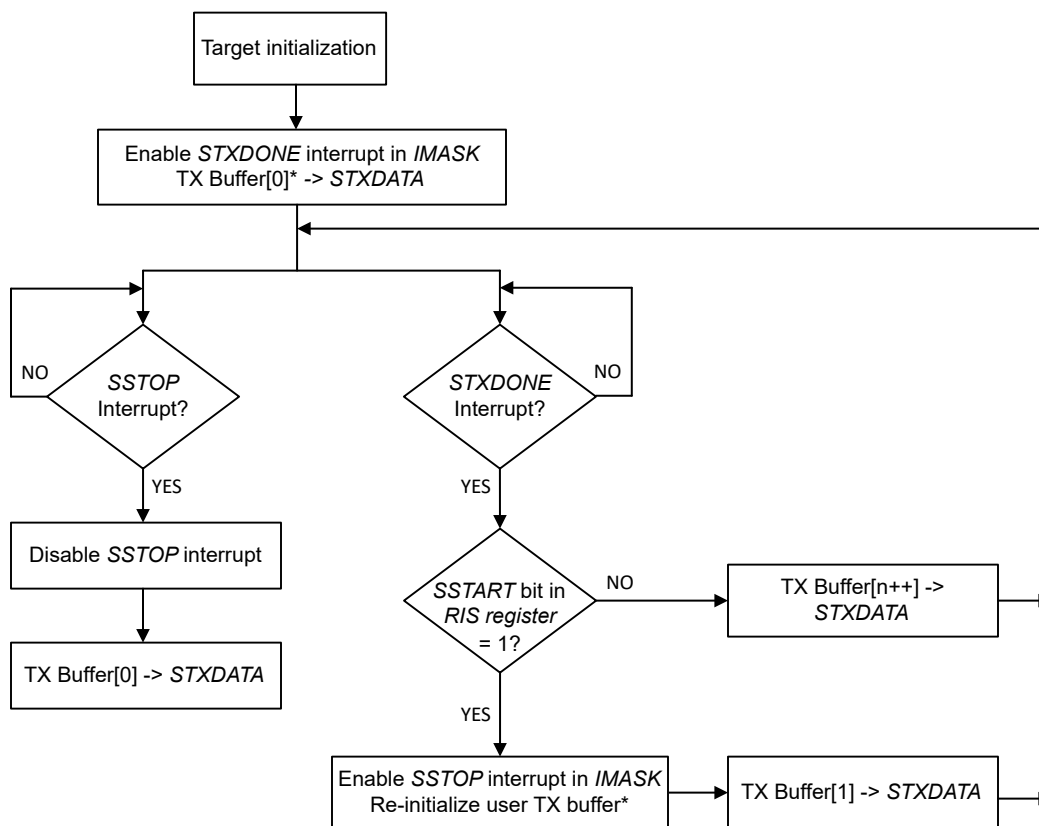 Target initialization
Enable STXDONE interrupt in IMASK
TX Buffer[0]* -> STXDATA
NO
SSTOP
Interrupt?
YES
Disable SSTOP interrupt
TX Buffer[0] -> STXDATA
STXDONE
Interrupt?
NO
YES
SSTART bit in
RIS register
= 1?
NO
TX Buffer[n++] ->
STXDATA
YES
Enable SSTOP interrupt in IMASK
Re-initialize user TX buffer*
TX Buffer[1] -> STXDATA